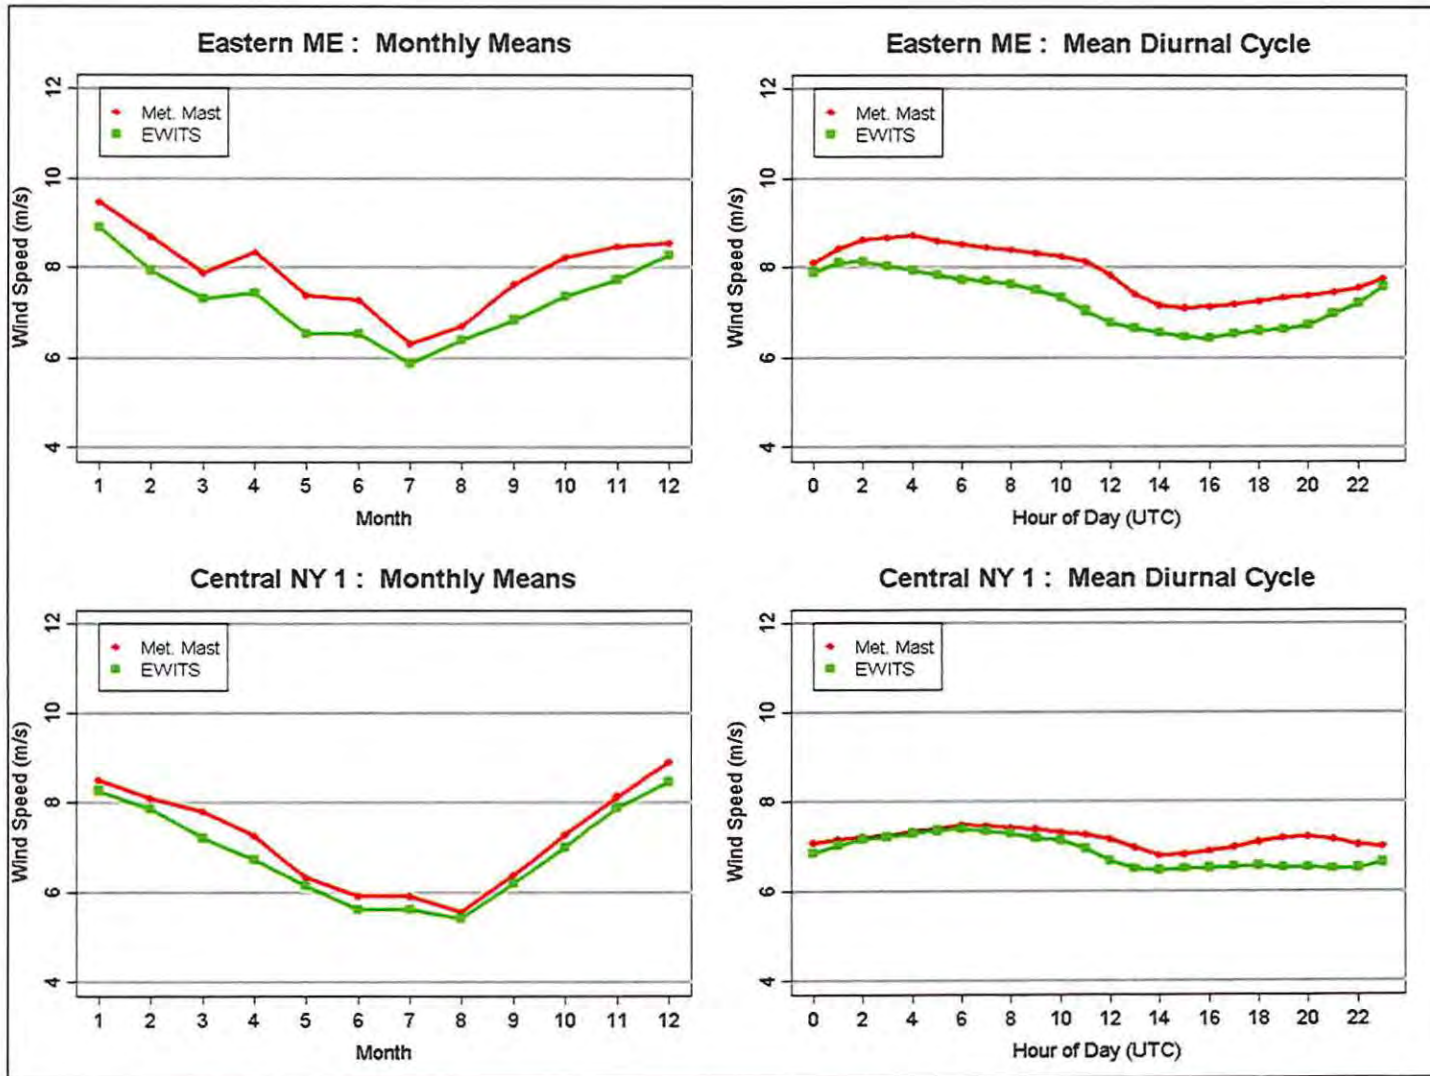 Eastern ME : Monthly Means
Met. Mast
EWITS
Wind Speed (m/s)
12
10
8
6
4
1 2 3 4 5 6 7 8 9 10 11 12
Month
Eastern ME : Mean Diurnal Cycle
Met. Mast
EWITS
Wind Speed (m/s)
12
10
8
6
4
0 2 4 6 8 10 12 14 16 18 20 22
Hour of Day (UTC)
Central NY 1 : Monthly Means
Met. Mast
EWITS
Wind Speed (m/s)
12
10
8
6
4
1 2 3 4 5 6 7 8 9 10 11 12
Month
Central NY 1 : Mean Diurnal Cycle
Met. Mast
EWITS
Wind Speed (m/s)
12
10
8
6
4
0 2 4 6 8 10 12 14 16 18 20 22
Hour of Day (UTC)